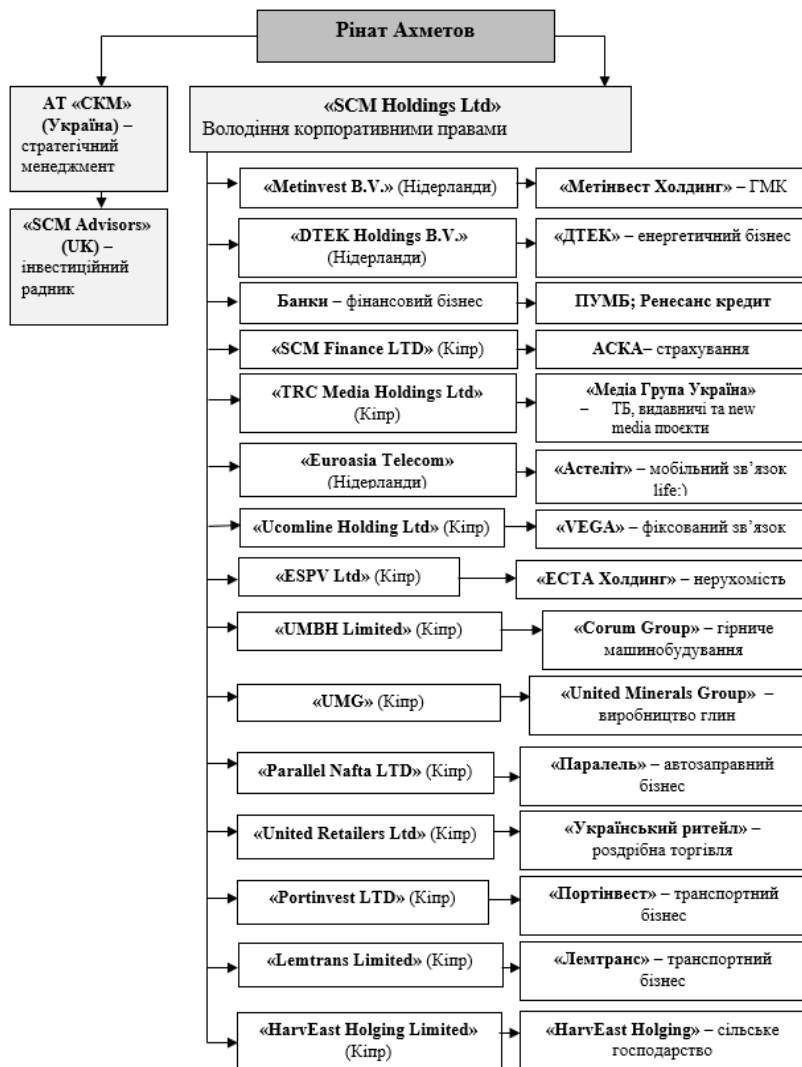 Рінат Ахметов
АТ «СКМ»
(Україна) –
стратегічний
менеджмент
«SCM Advisors»
(UK) –
інвестиційний
радник
«SCM Holdings Ltd»
Володіння корпоративними правами
«Metinvest B.V.» (Нідерланди)
«Метінвест Холдинг» – ГМК
«DTEK Holdings B.V.»
(Нідерланди)
«ДТЕК» – енергетичний бізнес
Банки – фінансовий бізнес
ПУМБ; Ренесанс кредит
«SCM Finance LTD» (Кіпр)
АСКА– страхування
«TRC Media Holdings Ltd»
(Кіпр)
«Медіа Група Україна»
– ТБ, видавничі та new
media проєкти
«Euroasia Telecom»
(Нідерланди)
«Астеліт» – мобільний зв’язок
life:)
«Ucomline Holding Ltd» (Кіпр)
«VEGA» – фіксований зв’язок
«ESPV Ltd» (Кіпр)
«ЕСТА Холдинг» – нерухомість
«UMBH Limited» (Кіпр)
«Corum Group» – гірниче
машинобудування
«UMG» (Кіпр)
«United Minerals Group» –
виробництво глин
«Parallel Nafta LTD» (Кіпр)
«Паралель» – автозаправний
бізнес
«United Retailers Ltd» (Кіпр)
«Український ритейл» –
роздрібна торгівля
«Portinvest LTD» (Кіпр)
«Портінвест» – транспортний
бізнес
«Lemtrans Limited» (Кіпр)
«Лемтранс» – транспортний
бізнес
«HarvEast Holging Limited»
(Кіпр)
«HarvEast Holging» – сільське
господарство